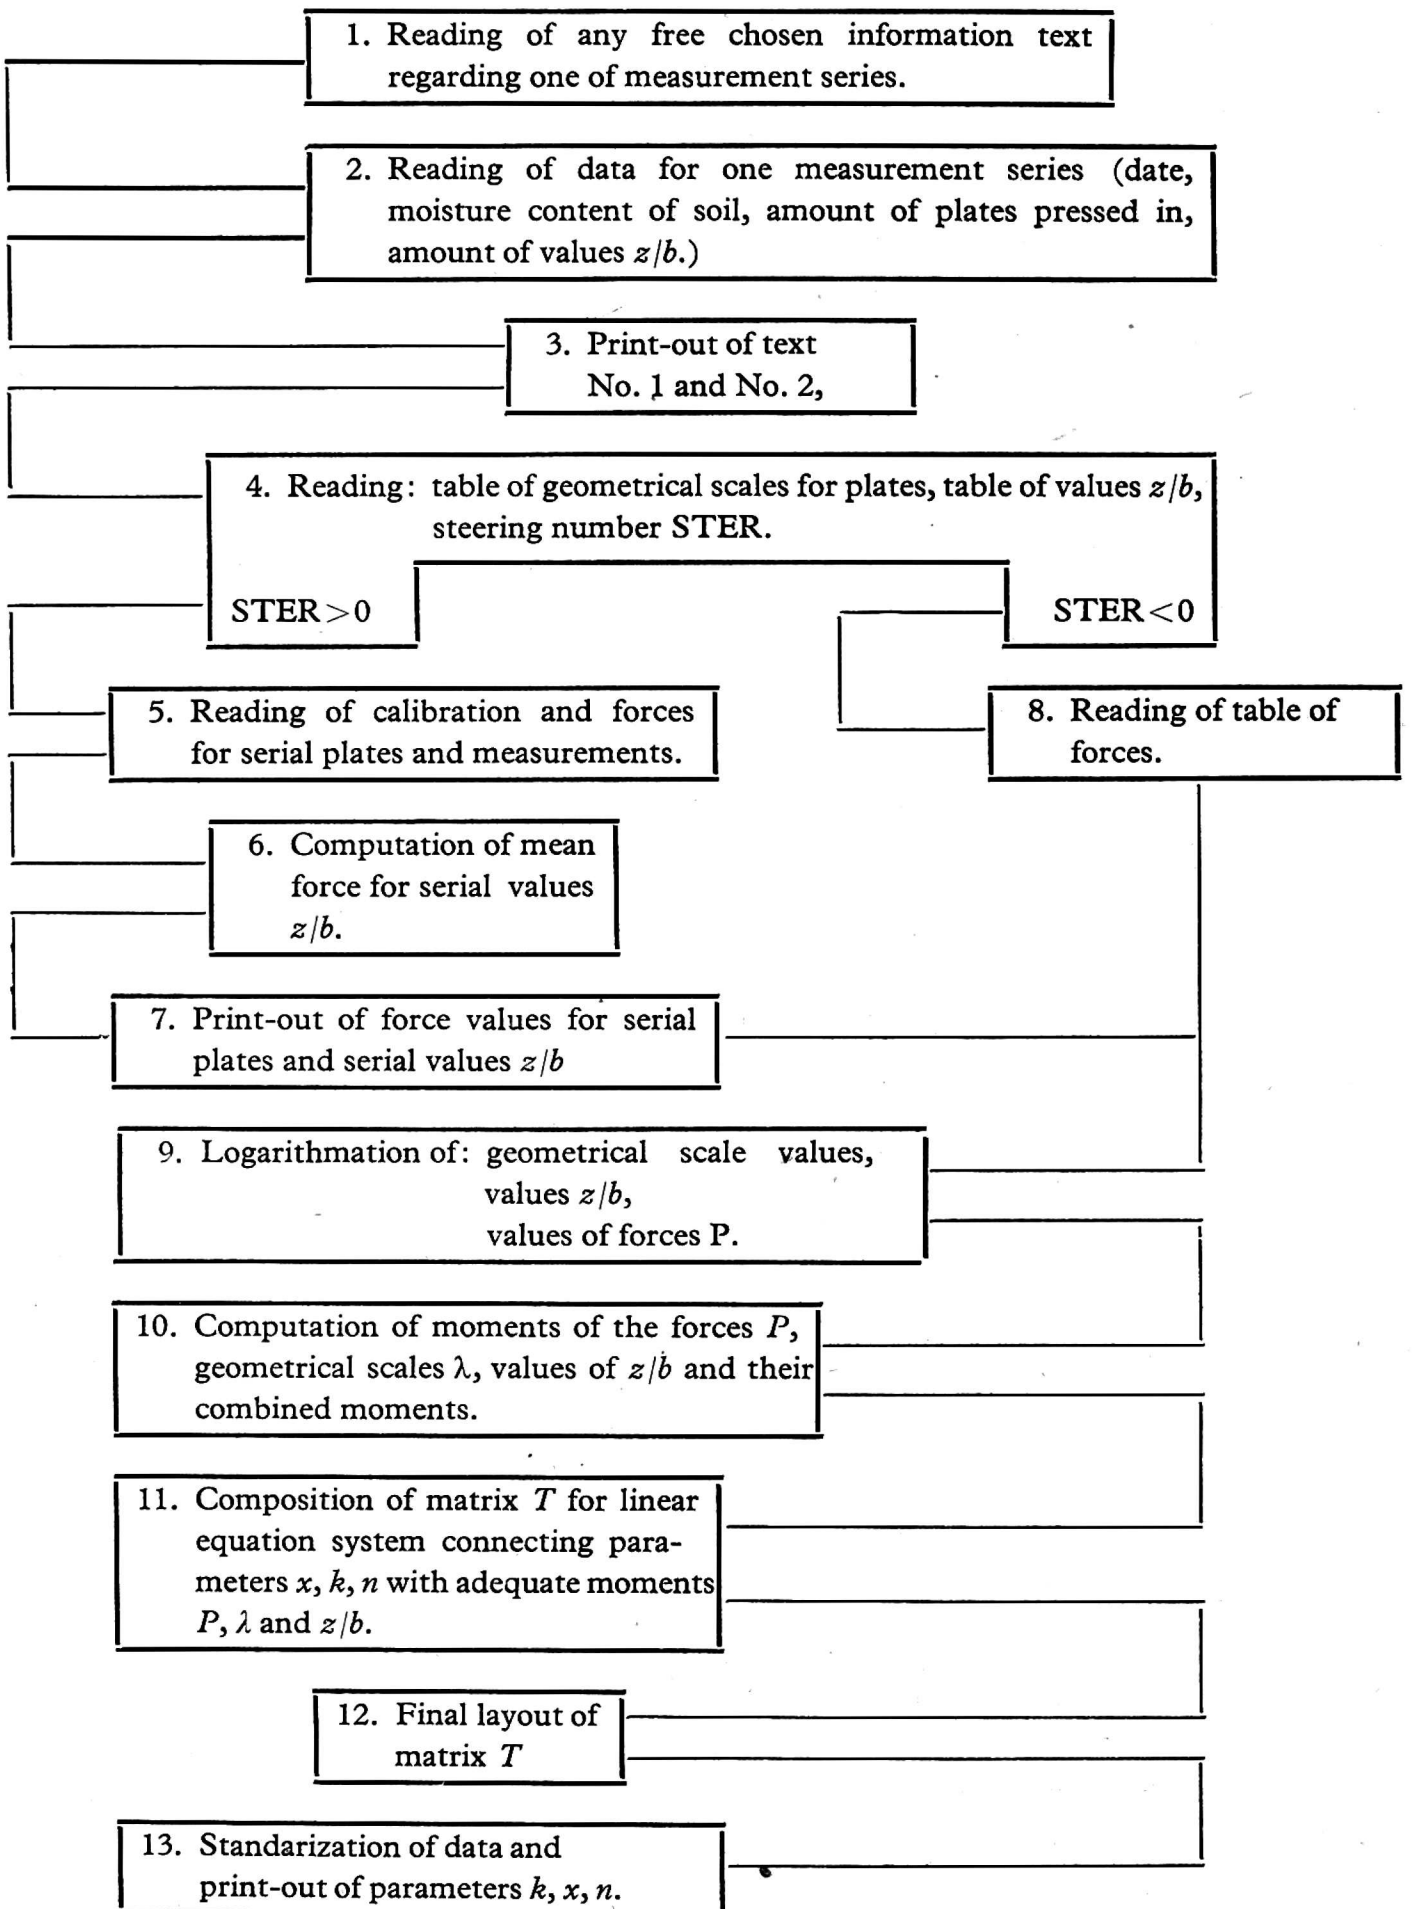 1. Reading of any free chosen information text
regarding one of measurement series.
2. Reading of data for one measurement series (date,
moisture content of soil, amount of plates pressed in,
amount of values z/b.)
3. Print-out of text
No. 1 and No. 2,
4. Reading: table of geometrical scales for plates, table of values z/b,
steering number STER.
STER>0
STER<0
5. Reading of calibration and forces
for serial plates and measurements.
8. Reading of table of
forces.
6. Computation of mean
force for serial values
z/b.
7. Print-out of force values for serial
plates and serial values z/b
9. Logarithmation of: geometrical scale values,
values z/b,
values of forces P.
10. Computation of moments of the forces P,
geometrical scales λ, values of z/b and their
combined moments.
11. Composition of matrix T for linear
equation system connecting para-
meters x, k, n with adequate moments
P, λ and z/b.
12. Final layout of
matrix T
13. Standarization of data and
print-out of parameters k, x, n.